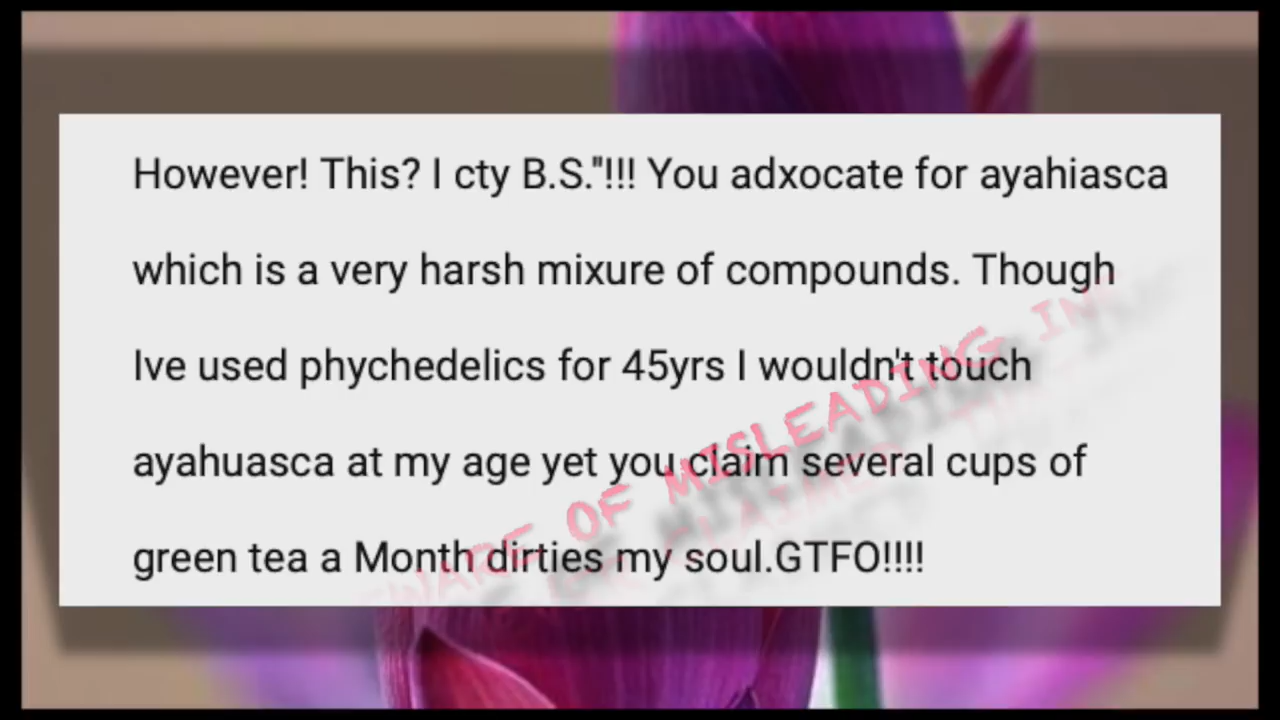 However! This? I cty B.S."!!! You adxocate for ayahiasca
which is a very harsh mixure of compounds. Though
Ive used phychedelics for 45yrs I wouldn't touch
ayahuasca at my age yet you claim several cups of
green tea a Month dirties my soul.GTFO!!!!
OF MISLEADING